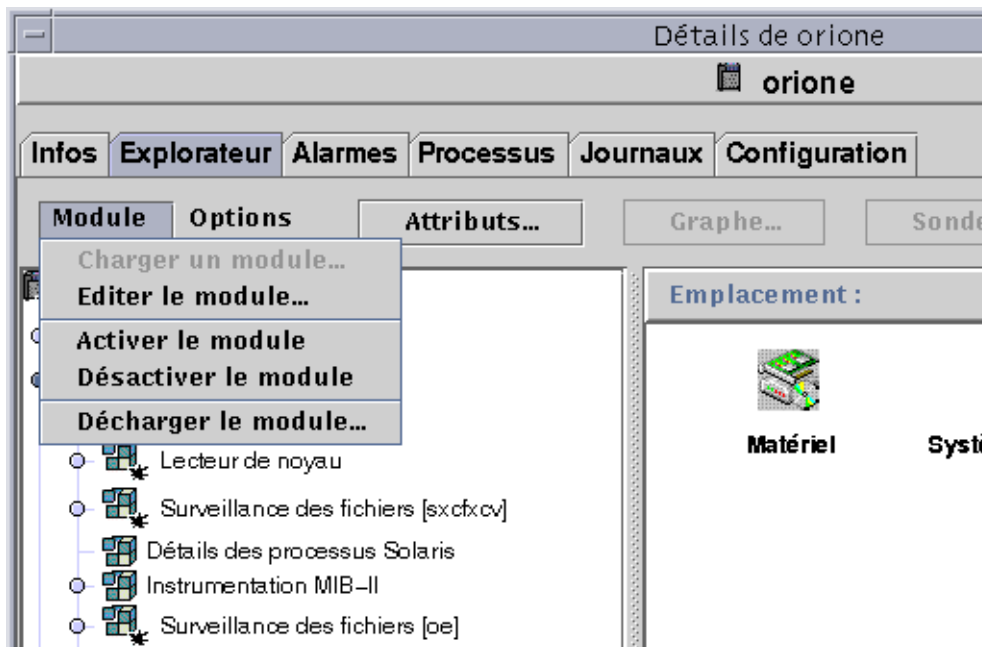 Détails de orione
orione
Infos Explorateur Alarmes Processus Journaux Configuration
Module Options Attributs... Graphe...
Charger un module...
Editer le module...
Activer le module
Désactiver le module
Décharger le module...
Emplacement :
Matériel
Lecteur de noyau
Surveillance des fichiers [sxcfxcv]
Détails des processus Solaris
Instrumentation MIB-II
Surveillance des fichiers [oe]